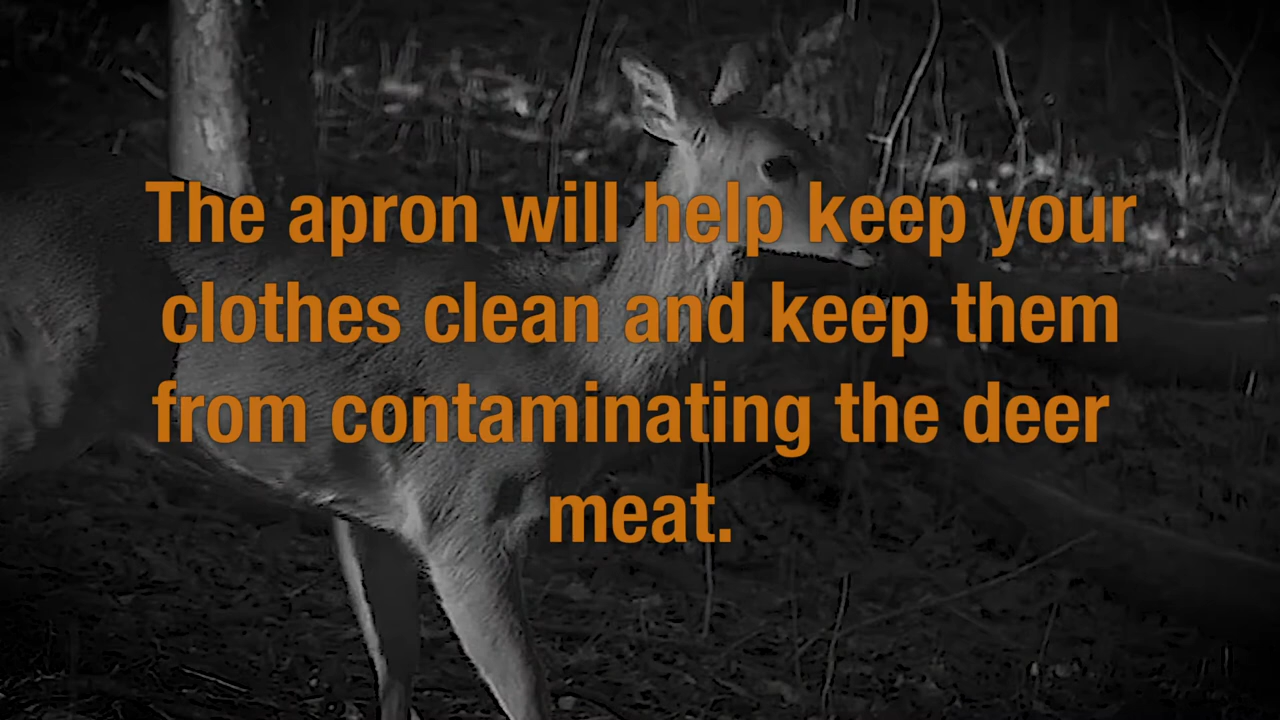 The apron will help keep your
clothes clean and keep them
from contaminating the deer
meat.